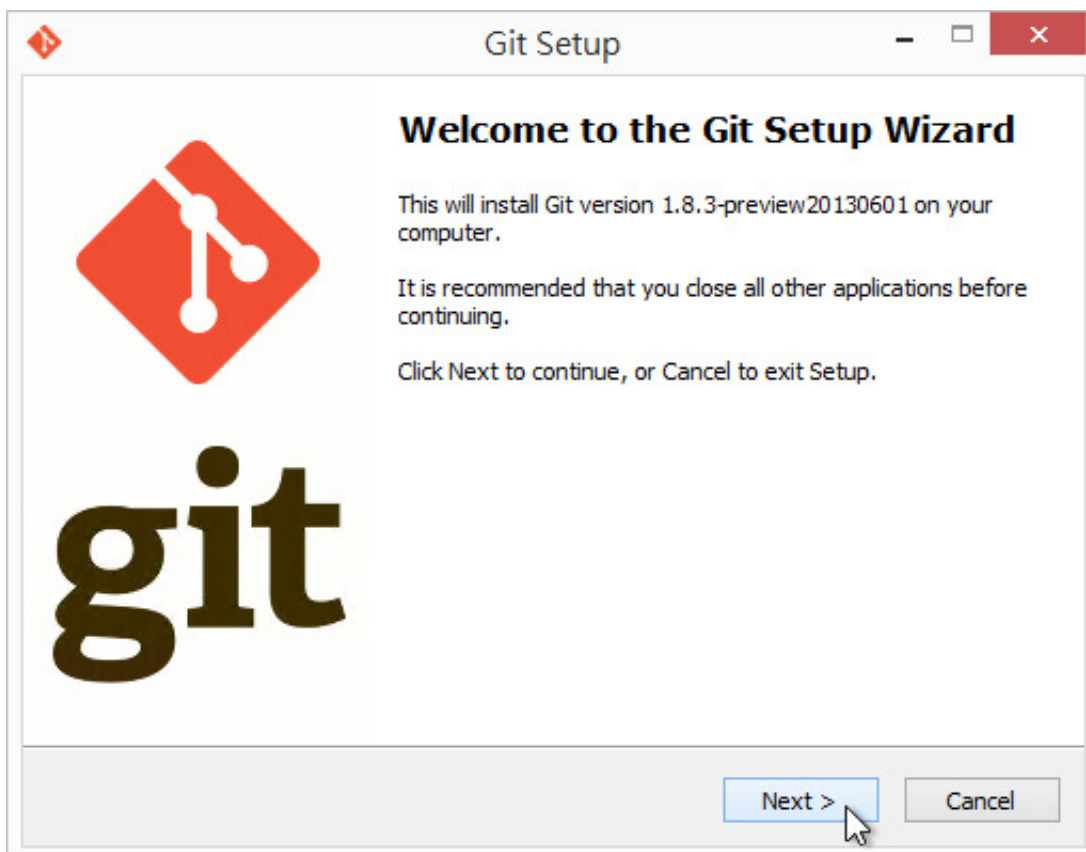 Git Setup
Welcome to the Git Setup Wizard
This will install Git version 1.8.3-preview20130601 on your
computer.
It is recommended that you close all other applications before
continuing.
Click Next to continue, or Cancel to exit Setup.
git
Next >
Cancel